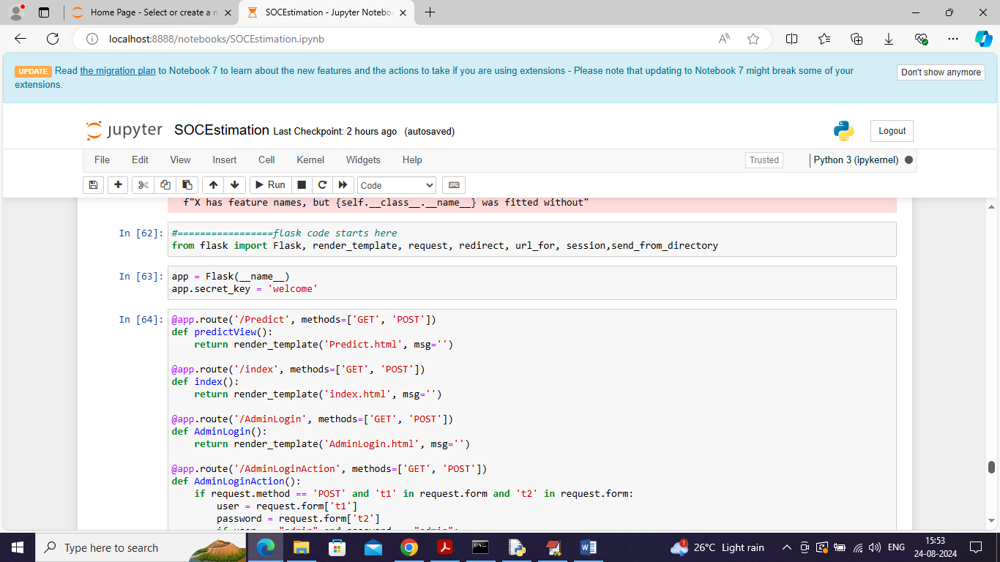 Home Page - Select or create a n
SOCEstimation - Jupyter Notebo
localhost:8888/notebooks/SOCEstimation.ipynb
UPDATE Read the migration plan to Notebook 7 to learn about the new features and the actions to take if you are using extensions - Please note that updating to Notebook 7 might break some of your
extensions.
Don't show anymore
jupyter SOCEstimation Last Checkpoint: 2 hours ago (autosaved)
Logout
File Edit View Insert Cell Kernel Widgets Help
Trusted
Python 3 (ipykernel)
Run
Code
f"X has feature names, but {self.__class__.__name__} was fitted without"
In [62]: #=================flask code starts here
from flask import Flask, render_template, request, redirect, url_for, session,send_from_directory
In [63]: app = Flask(__name__)
app.secret_key = 'welcome'
In [64]: @app.route('/Predict', methods=['GET', 'POST'])
def predictView():
return render_template('Predict.html', msg='')
@app.route('/index', methods=['GET', 'POST'])
def index():
return render_template('index.html', msg='')
@app.route('/AdminLogin', methods=['GET', 'POST'])
def AdminLogin():
return render_template('AdminLogin.html', msg='')
@app.route('/AdminLoginAction', methods=['GET', 'POST'])
def AdminLoginAction():
if request.method == 'POST' and 't1' in request.form and 't2' in request.form:
user = request.form['t1']
password = request.form['t2']
Type here to search
1
26°C Light rain
ENG
15:53
24-08-2024